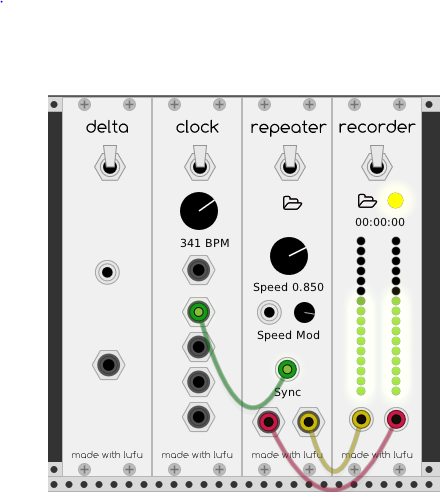 delta
clock
repeater
recorder
00:00:00
341 BPM
Speed 0.850
Speed Mod
Sync
made with lufu
made with lufu
made with lufu
made with lufu